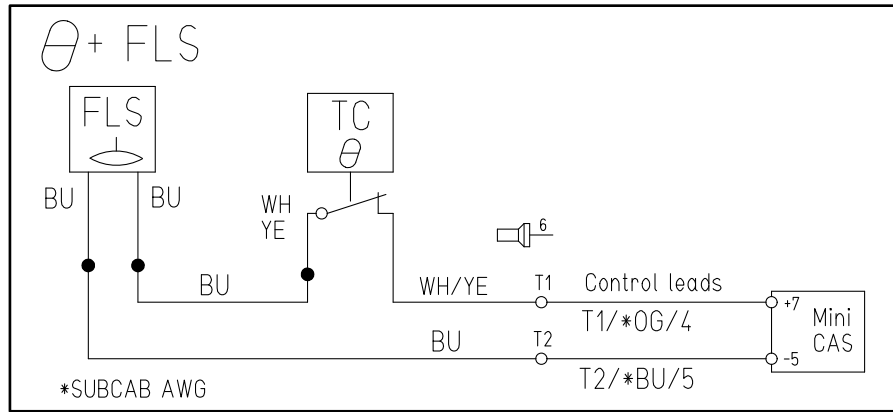 θ + FLS
FLS
TC
θ
BU
BU
WH
YE
6
BU
WH/YE
T1
Control leads
+7
T1/*OG/4
Mini
CAS
BU
T2
-5
T2/*BU/5
*SUBCAB AWG